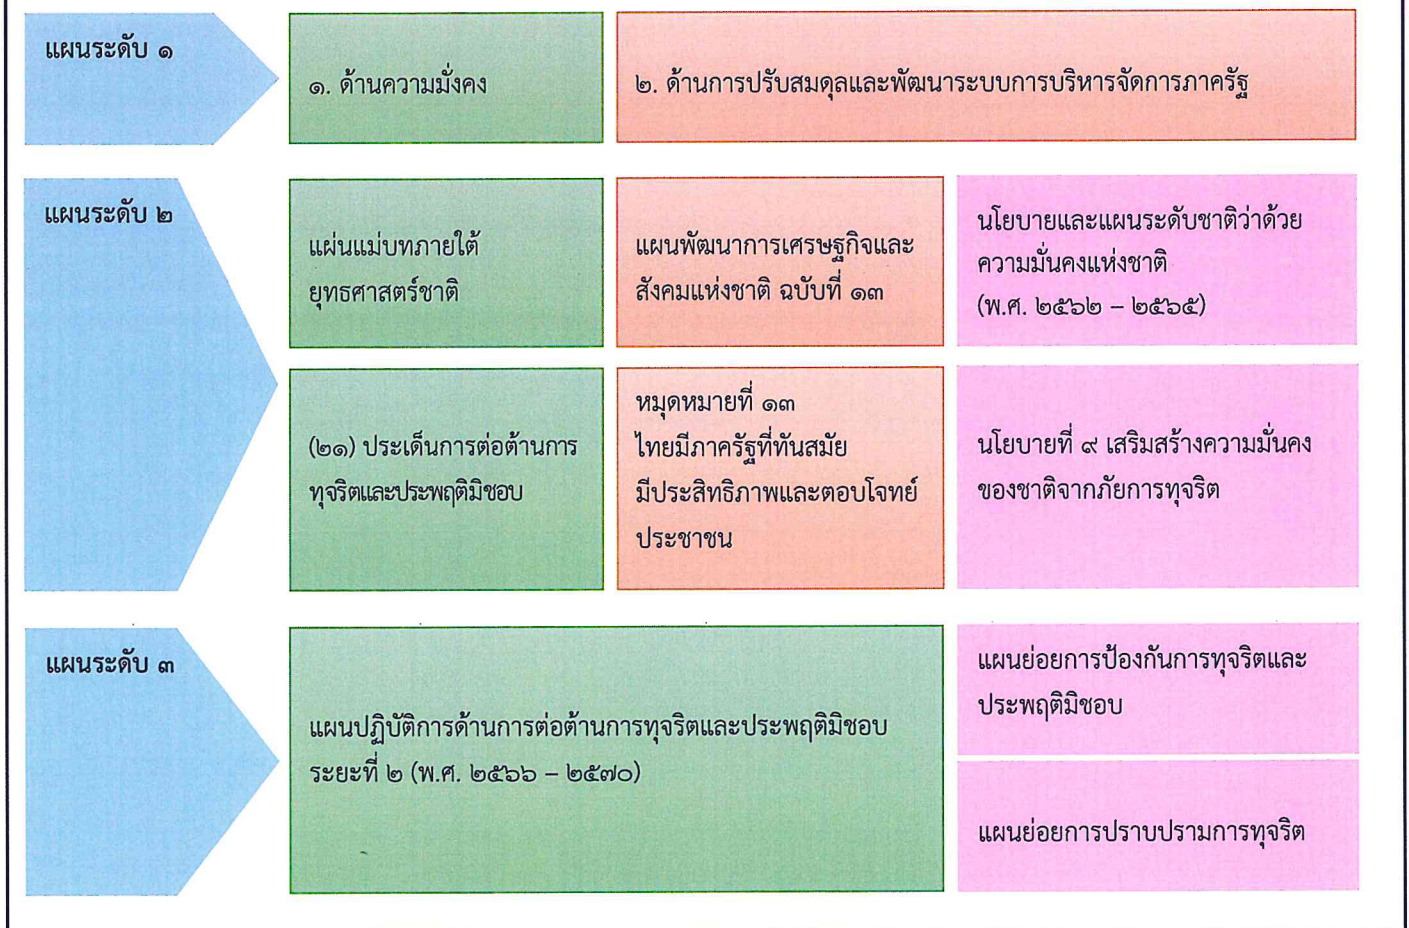 แผนระดับ ๑
๑. ด้านความมั่งคง
๒. ด้านการปรับสมดุลและพัฒนาระบบการบริหารจัดการภาครัฐ
แผนระดับ ๒
แผ่นแม่บทภายใต้
ยุทธศาสตร์ชาติ
แผนพัฒนาการเศรษฐกิจและ
สังคมแห่งชาติ ฉบับที่ ๑๓
นโยบายและแผนระดับชาติว่าด้วย
ความมั่นคงแห่งชาติ
(พ.ศ. ๒๕๖๒ – ๒๕๖๕)
(๒๑) ประเด็นการต่อต้านการ
ทุจริตและประพฤติมิชอบ
หมุดหมายที่ ๑๓
ไทยมีภาครัฐที่ทันสมัย
มีประสิทธิภาพและตอบโจทย์
ประชาชน
นโยบายที่ ๙ เสริมสร้างความมั่นคง
ของชาติจากภัยการทุจริต
แผนระดับ ๓
แผนปฏิบัติการด้านการต่อต้านการทุจริตและประพฤติมิชอบ
ระยะที่ ๒ (พ.ศ. ๒๕๖๖ – ๒๕๗๐)
แผนย่อยการป้องกันการทุจริตและ
ประพฤติมิชอบ
แผนย่อยการปราบปรามการทุจริต